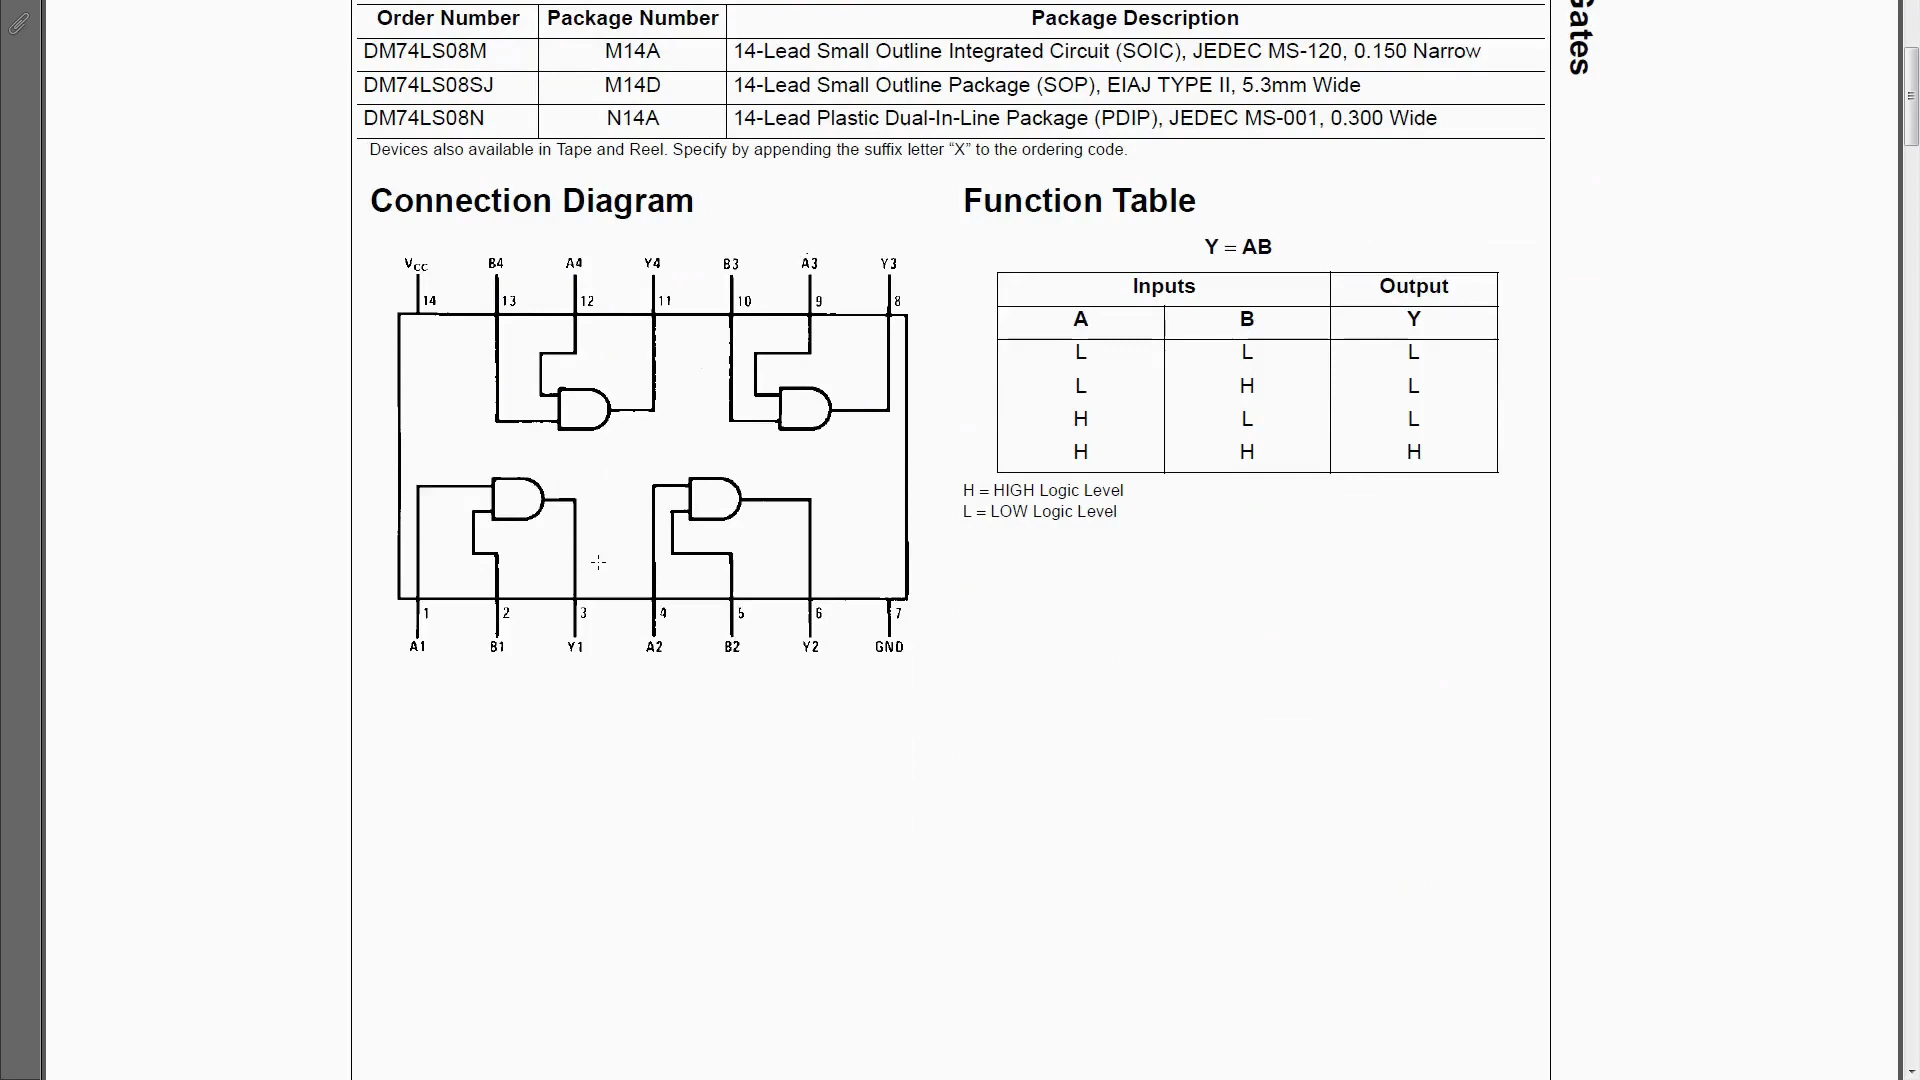 Order Number Package Number Package Description
DM74LS08M M14A 14-Lead Small Outline Integrated Circuit (SOIC), JEDEC MS-120, 0.150 Narrow
DM74LS08SJ M14D 14-Lead Small Outline Package (SOP), EIAJ TYPE II, 5.3mm Wide
DM74LS08N N14A 14-Lead Plastic Dual-In-Line Package (PDIP), JEDEC MS-001, 0.300 Wide
Devices also available in Tape and Reel. Specify by appending the suffix letter “X” to the ordering code.
Gates
Connection Diagram
VCC B4 A4 Y4 B3 A3 Y3
14 13 12 11 10 9 8
1 2 3 4 5 6 7
A1 B1 Y1 A2 B2 Y2 GND
Function Table
Y = AB
Inputs Output
A B Y
L L L
L H L
H L L
H H H
H = HIGH Logic Level
L = LOW Logic Level